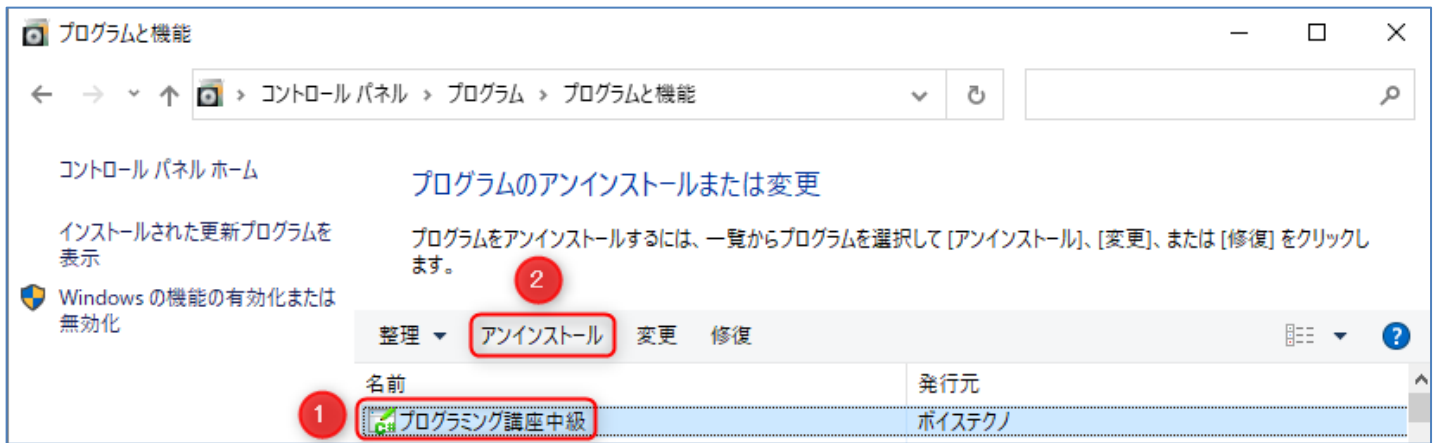 プログラムと機能
コントロール パネル › プログラム › プログラムと機能
コントロール パネル ホーム
インストールされた更新プログラムを
表示
Windows の機能の有効化または
無効化
プログラムのアンインストールまたは変更
プログラムをアンインストールするには、一覧からプログラムを選択して [アンインストール]、[変更]、または [修復] をクリックし
ます。
2
整理 アンインストール 変更 修復 ?
名前 発行元
1 C# プログラミング講座中級 ボイステクノ